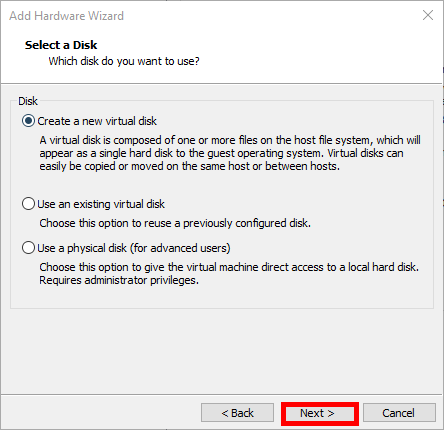 Add Hardware Wizard
Select a Disk
Which disk do you want to use?
Disk
Create a new virtual disk
A virtual disk is composed of one or more files on the host file system, which will
appear as a single hard disk to the guest operating system. Virtual disks can
easily be copied or moved on the same host or between hosts.
Use an existing virtual disk
Choose this option to reuse a previously configured disk.
Use a physical disk (for advanced users)
Choose this option to give the virtual machine direct access to a local hard disk.
Requires administrator privileges.
< Back Next > Cancel